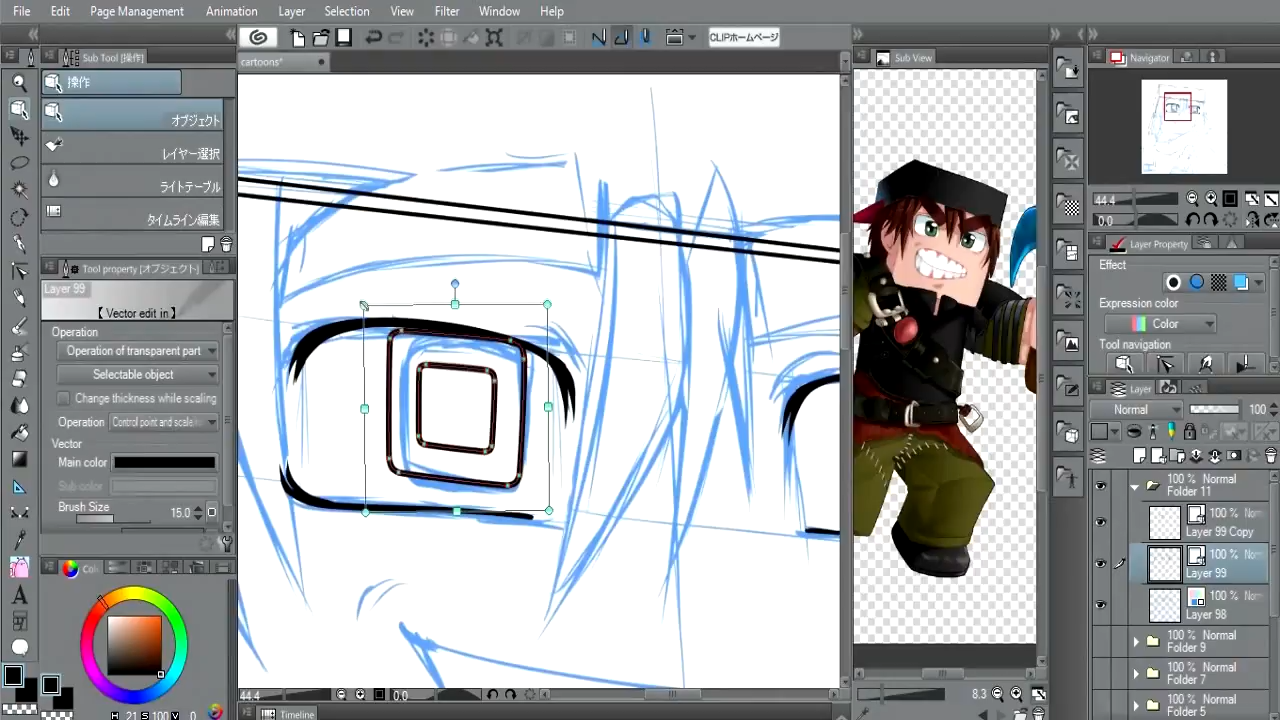 File Edit Page Management Animation Layer Selection View Filter Window Help
CLIPホームページ
Sub Tool [操作]
操作
オブジェクト
レイヤー選択
ライトテーブル
タイムライン編集
Tool property [オブジェクト]
Layer 99
【 Vector edit in 】
Operation
Operation of transparent part
Selectable object
Change thickness while scaling
Operation Control point and scale
Vector
Main color
Sub color
Brush Size 15.0
Col
H 21 S 100 V 0
cartoons*
44.4 0.0
Timeline
Sub View
8.3
Navigator
44.4
0.0
Layer Property
Effect
Expression color
Color
Tool navigation
Layer
Normal 100
100 % Normal
Folder 11
100 % Nor
Layer 99 Copy
100 % Nor
Layer 99
100 % Nor
Layer 98
100 % Normal
Folder 9
100 % Normal
Folder 7
100 % Normal
Folder 5